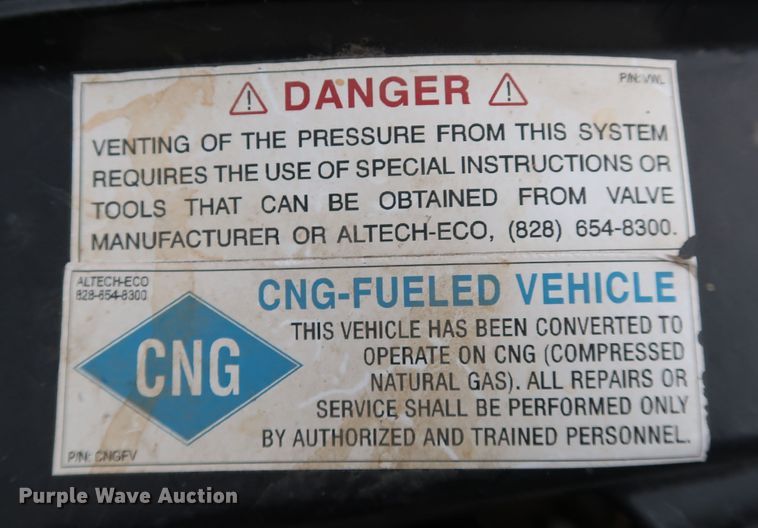 P/N: VWL
DANGER
VENTING OF THE PRESSURE FROM THIS SYSTEM
REQUIRES THE USE OF SPECIAL INSTRUCTIONS OR
TOOLS THAT CAN BE OBTAINED FROM VALVE
MANUFACTURER OR ALTECH-ECO, (828) 654-8300.
ALTECH-ECO
828-654-8300
CNG-FUELED VEHICLE
CNG
THIS VEHICLE HAS BEEN CONVERTED TO
OPERATE ON CNG (COMPRESSED
NATURAL GAS). ALL REPAIRS OR
SERVICE SHALL BE PERFORMED ONLY
BY AUTHORIZED AND TRAINED PERSONNEL.
P/N: CNGFV
Purple Wave Auction